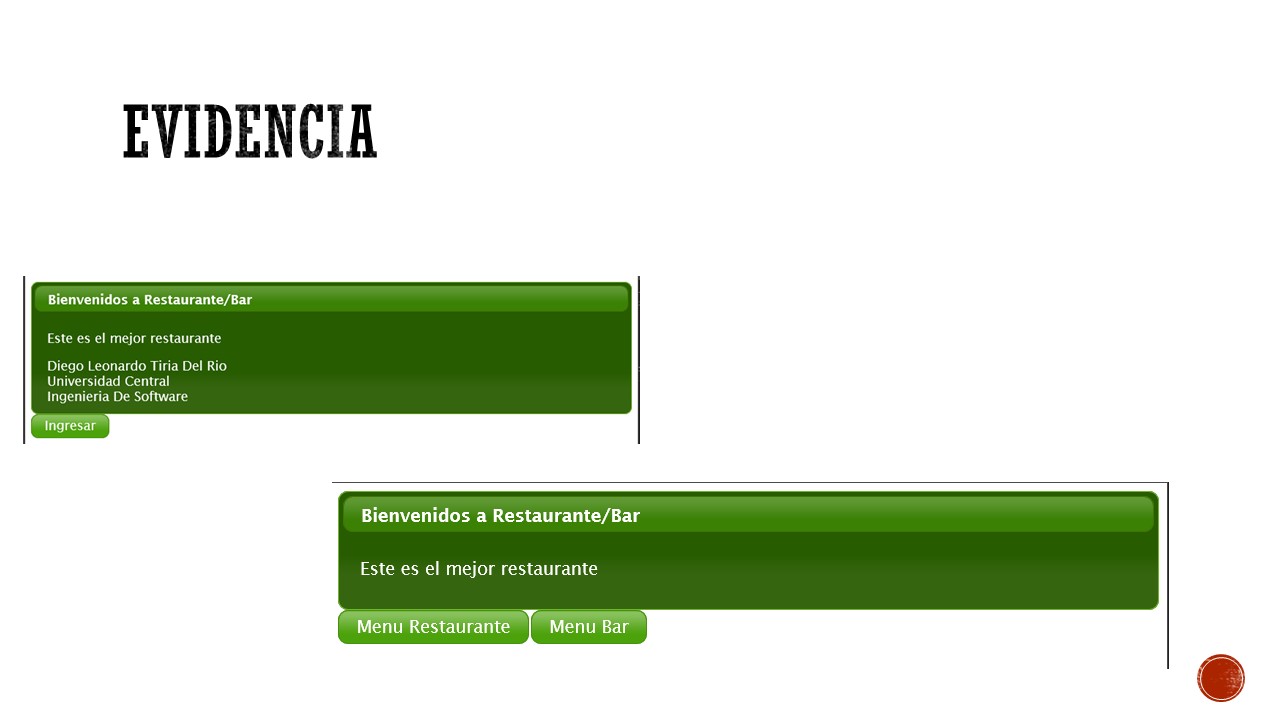 EVIDENCIA
Bienvenidos a Restaurante/Bar
Este es el mejor restaurante
Diego Leonardo Tiria Del Rio
Universidad Central
Ingenieria De Software
Ingresar
Bienvenidos a Restaurante/Bar
Este es el mejor restaurante
Menu Restaurante Menu Bar